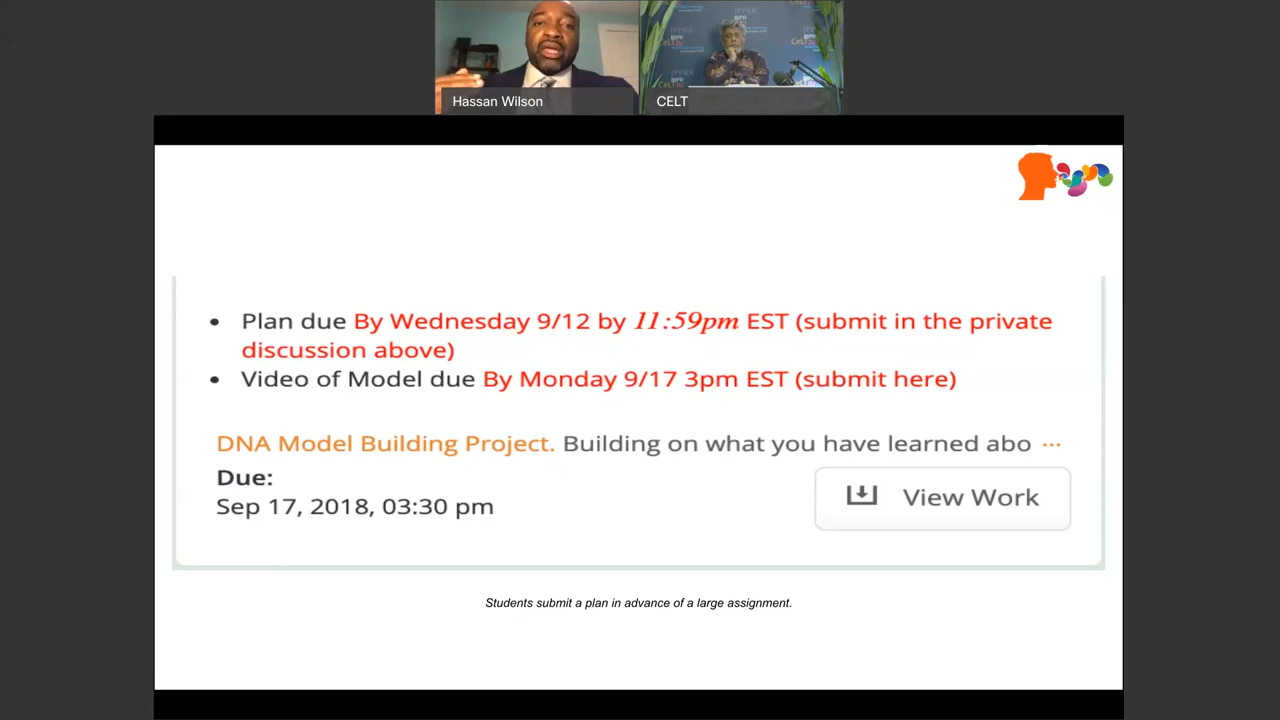 Hassan Wilson
CELT
Plan due By Wednesday 9/12 by 11:59pm EST (submit in the private
discussion above)
Video of Model due By Monday 9/17 3pm EST (submit here)
DNA Model Building Project. Building on what you have learned abo ...
Due:
Sep 17, 2018, 03:30 pm
View Work
Students submit a plan in advance of a large assignment.